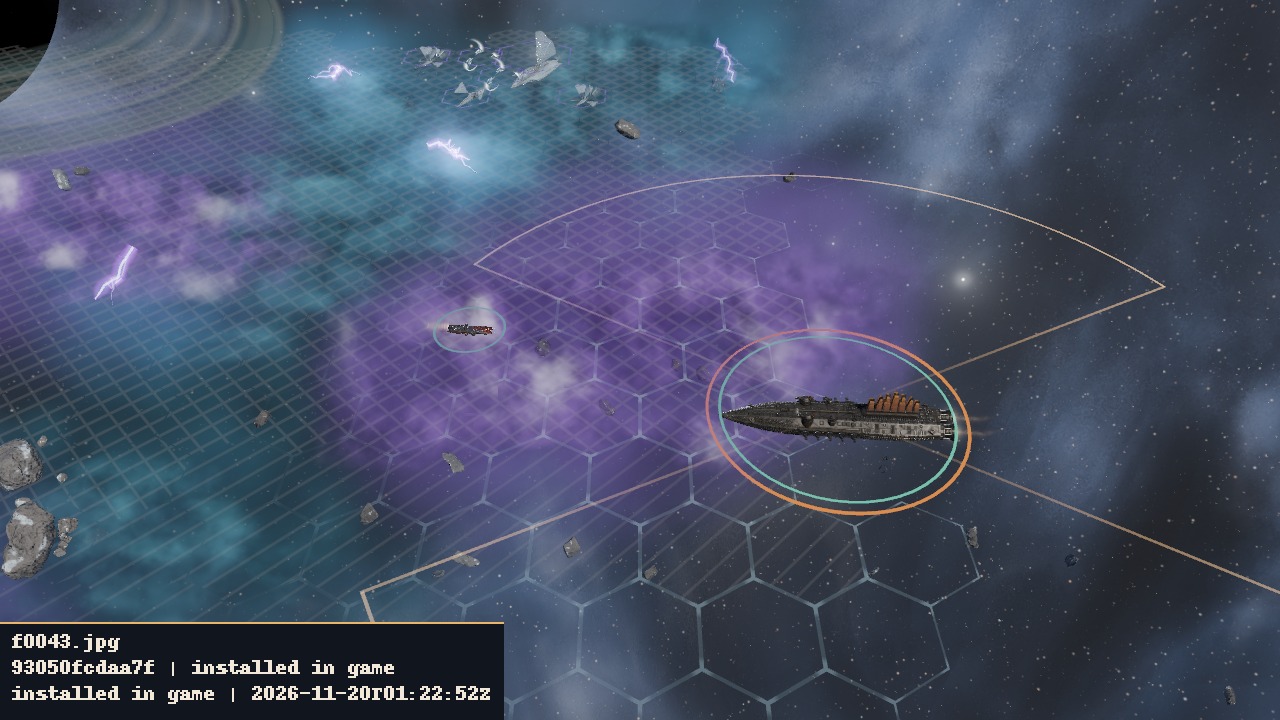 f0043.jpg
93050fcdaa7f | installed in game
installed in game | 2026-11-20T01:22:52Z